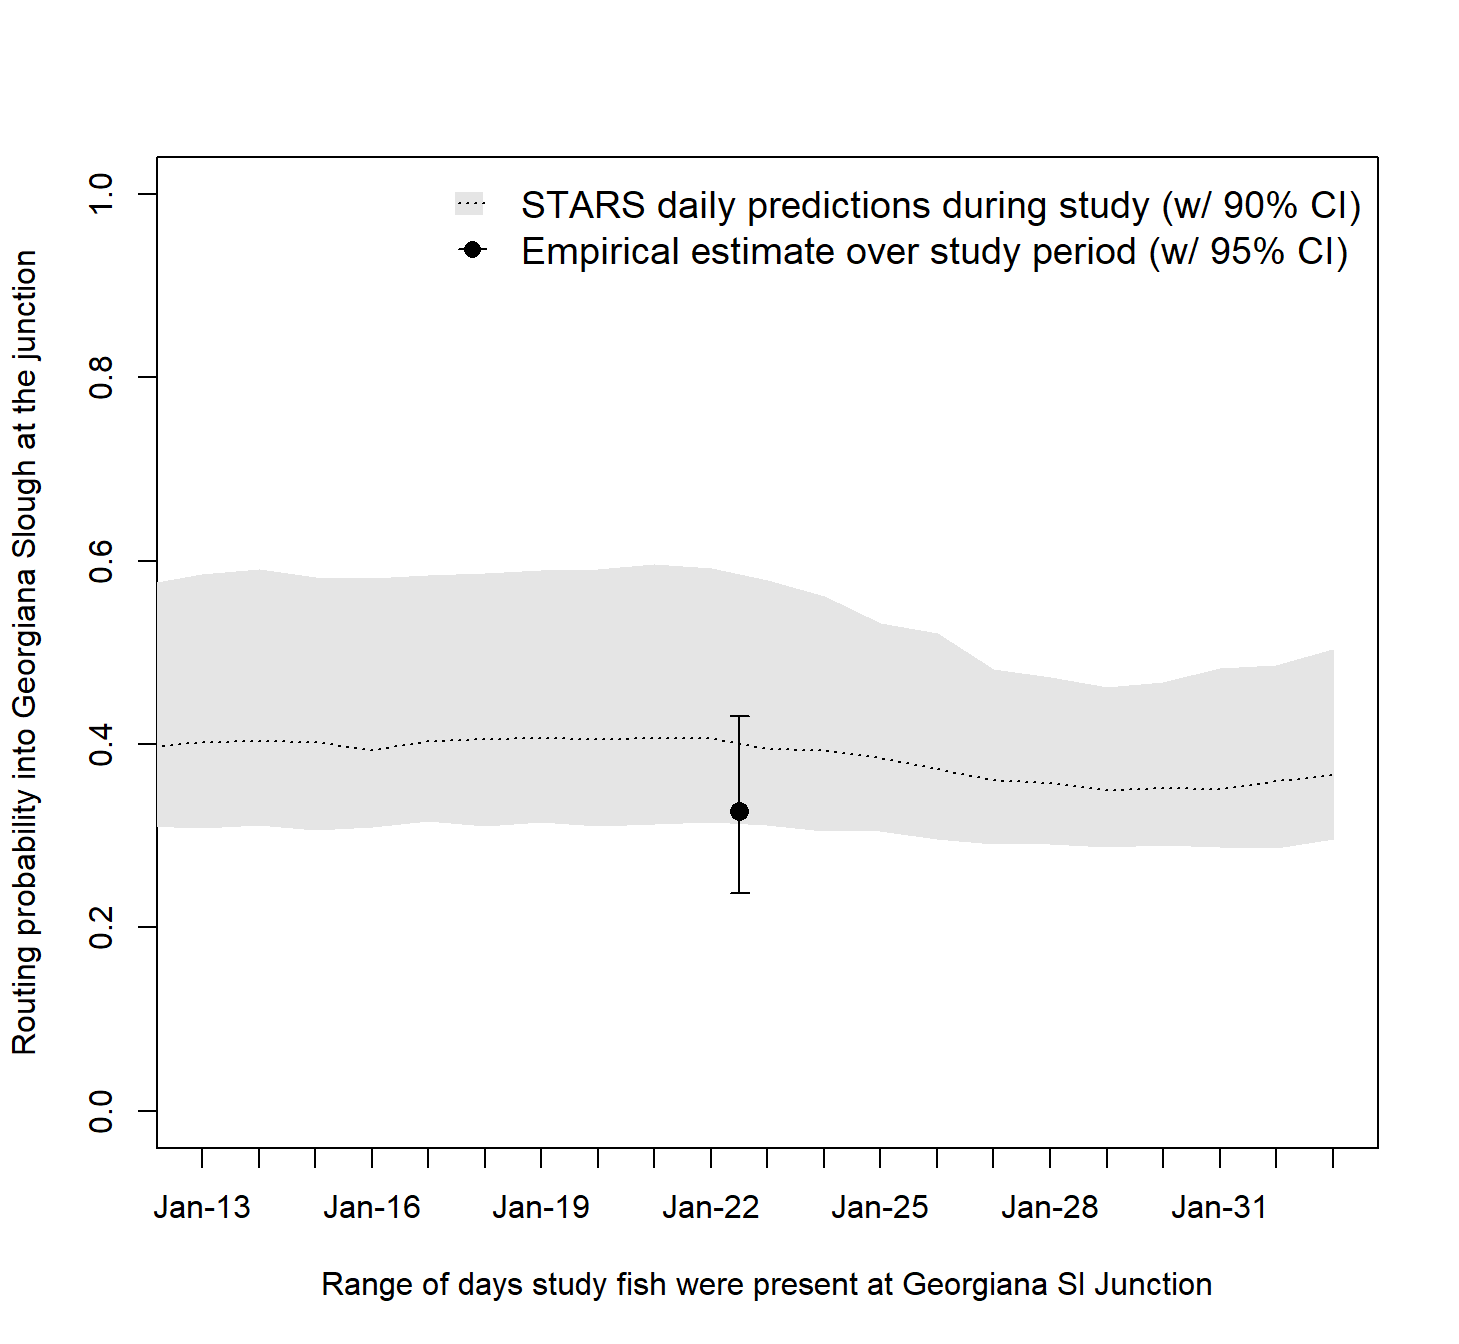 STARS daily predictions during study (w/ 90% CI)
Empirical estimate over study period (w/ 95% CI)
Routing probability into Georgiana Slough at the junction
1.0
0.8
0.6
0.4
0.2
0.0
Jan-13 Jan-16 Jan-19 Jan-22 Jan-25 Jan-28 Jan-31
Range of days study fish were present at Georgiana Sl Junction